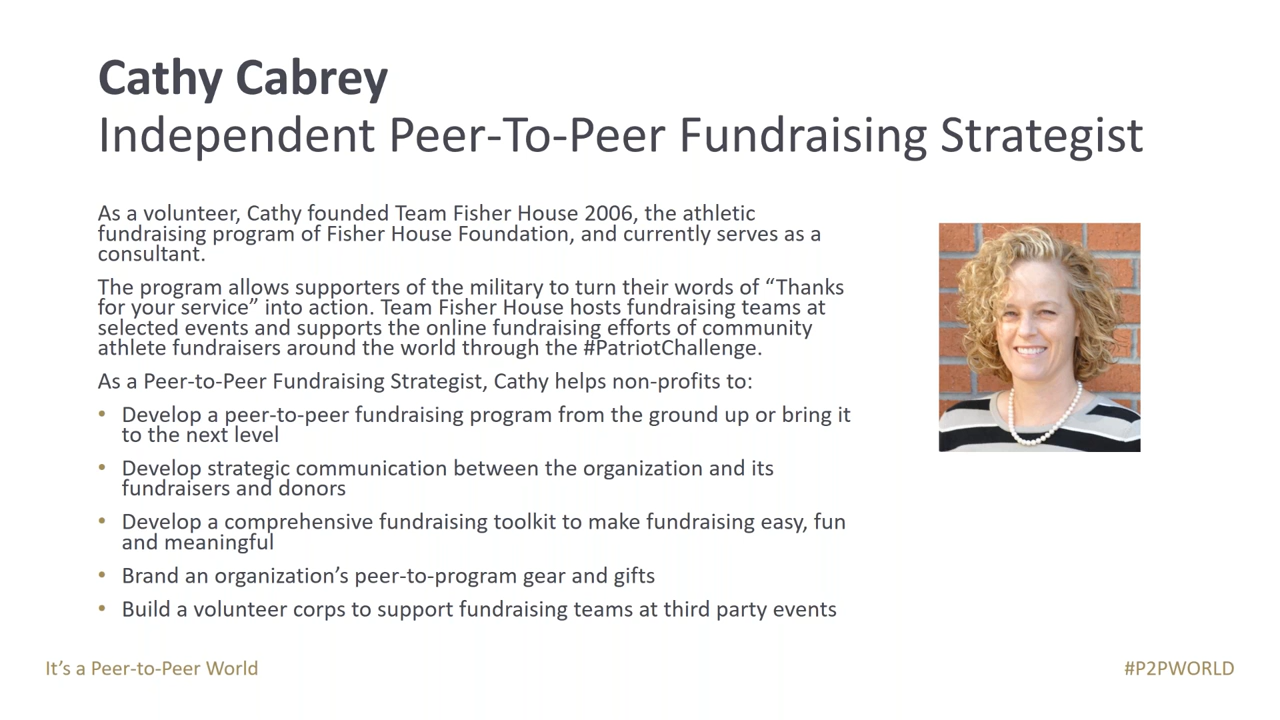 Cathy Cabrey
Independent Peer-To-Peer Fundraising Strategist
As a volunteer, Cathy founded Team Fisher House 2006, the athletic
fundraising program of Fisher House Foundation, and currently serves as a
consultant.
The program allows supporters of the military to turn their words of “Thanks
for your service” into action. Team Fisher House hosts fundraising teams at
selected events and supports the online fundraising efforts of community
athlete fundraisers around the world through the #PatriotChallenge.
As a Peer-to-Peer Fundraising Strategist, Cathy helps non-profits to:
• Develop a peer-to-peer fundraising program from the ground up or bring it
to the next level
• Develop strategic communication between the organization and its
fundraisers and donors
• Develop a comprehensive fundraising toolkit to make fundraising easy, fun
and meaningful
• Brand an organization’s peer-to-program gear and gifts
• Build a volunteer corps to support fundraising teams at third party events
It’s a Peer-to-Peer World
#P2PWORLD